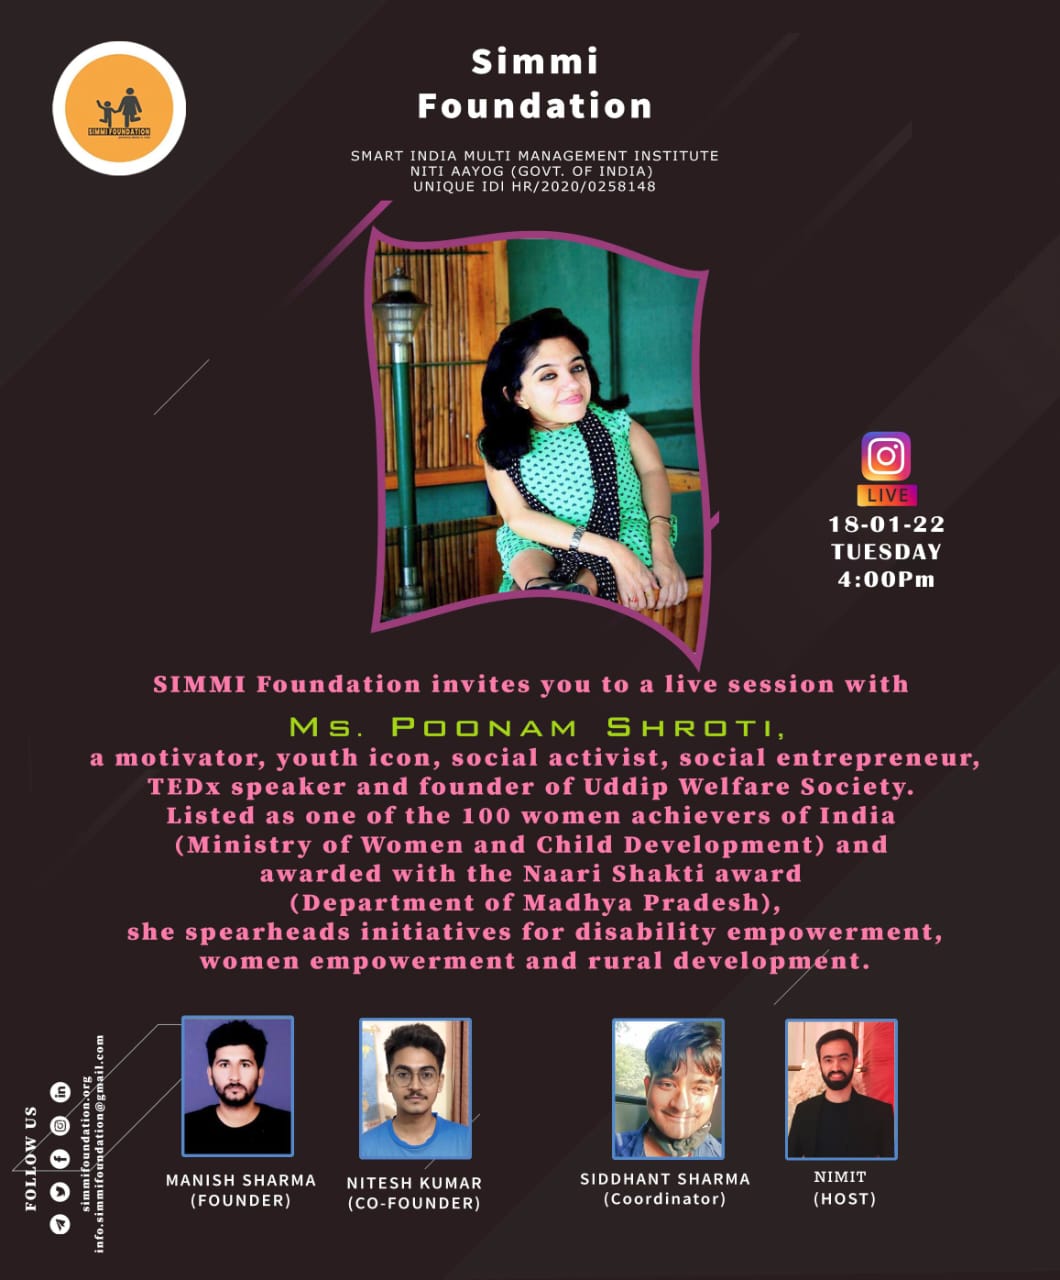 SIMMI FOUNDATION
Simmi
Foundation
SMART INDIA MULTI MANAGEMENT INSTITUTE
NITI AAYOG (GOVT. OF INDIA)
UNIQUE IDI HR/2020/0258148
LIVE
18-01-22
TUESDAY
4:00Pm
SIMMI Foundation invites you to a live session with
Ms. Poonam Shroti,
a motivator, youth icon, social activist, social entrepreneur,
TEDx speaker and founder of Uddip Welfare Society.
Listed as one of the 100 women achievers of India
(Ministry of Women and Child Development) and
awarded with the Naari Shakti award
(Department of Madhya Pradesh),
she spearheads initiatives for disability empowerment,
women empowerment and rural development.
MANISH SHARMA
(FOUNDER)
NITESH KUMAR
(CO-FOUNDER)
SIDDHANT SHARMA
(Coordinator)
NIMIT
(HOST)
FOLLOW US
simmifoundation.org
info.simmifoundation@gmail.com